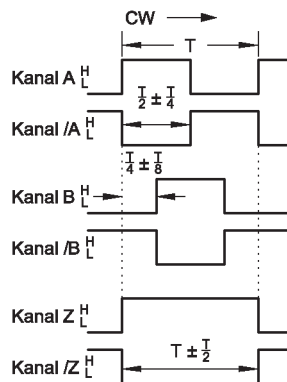 CW
T
Kanal A H L
T/2 ± T/4
Kanal /A H L
T/4 ± T/8
Kanal B H L
Kanal /B H L
Kanal Z H L
T ± T/2
Kanal /Z H L